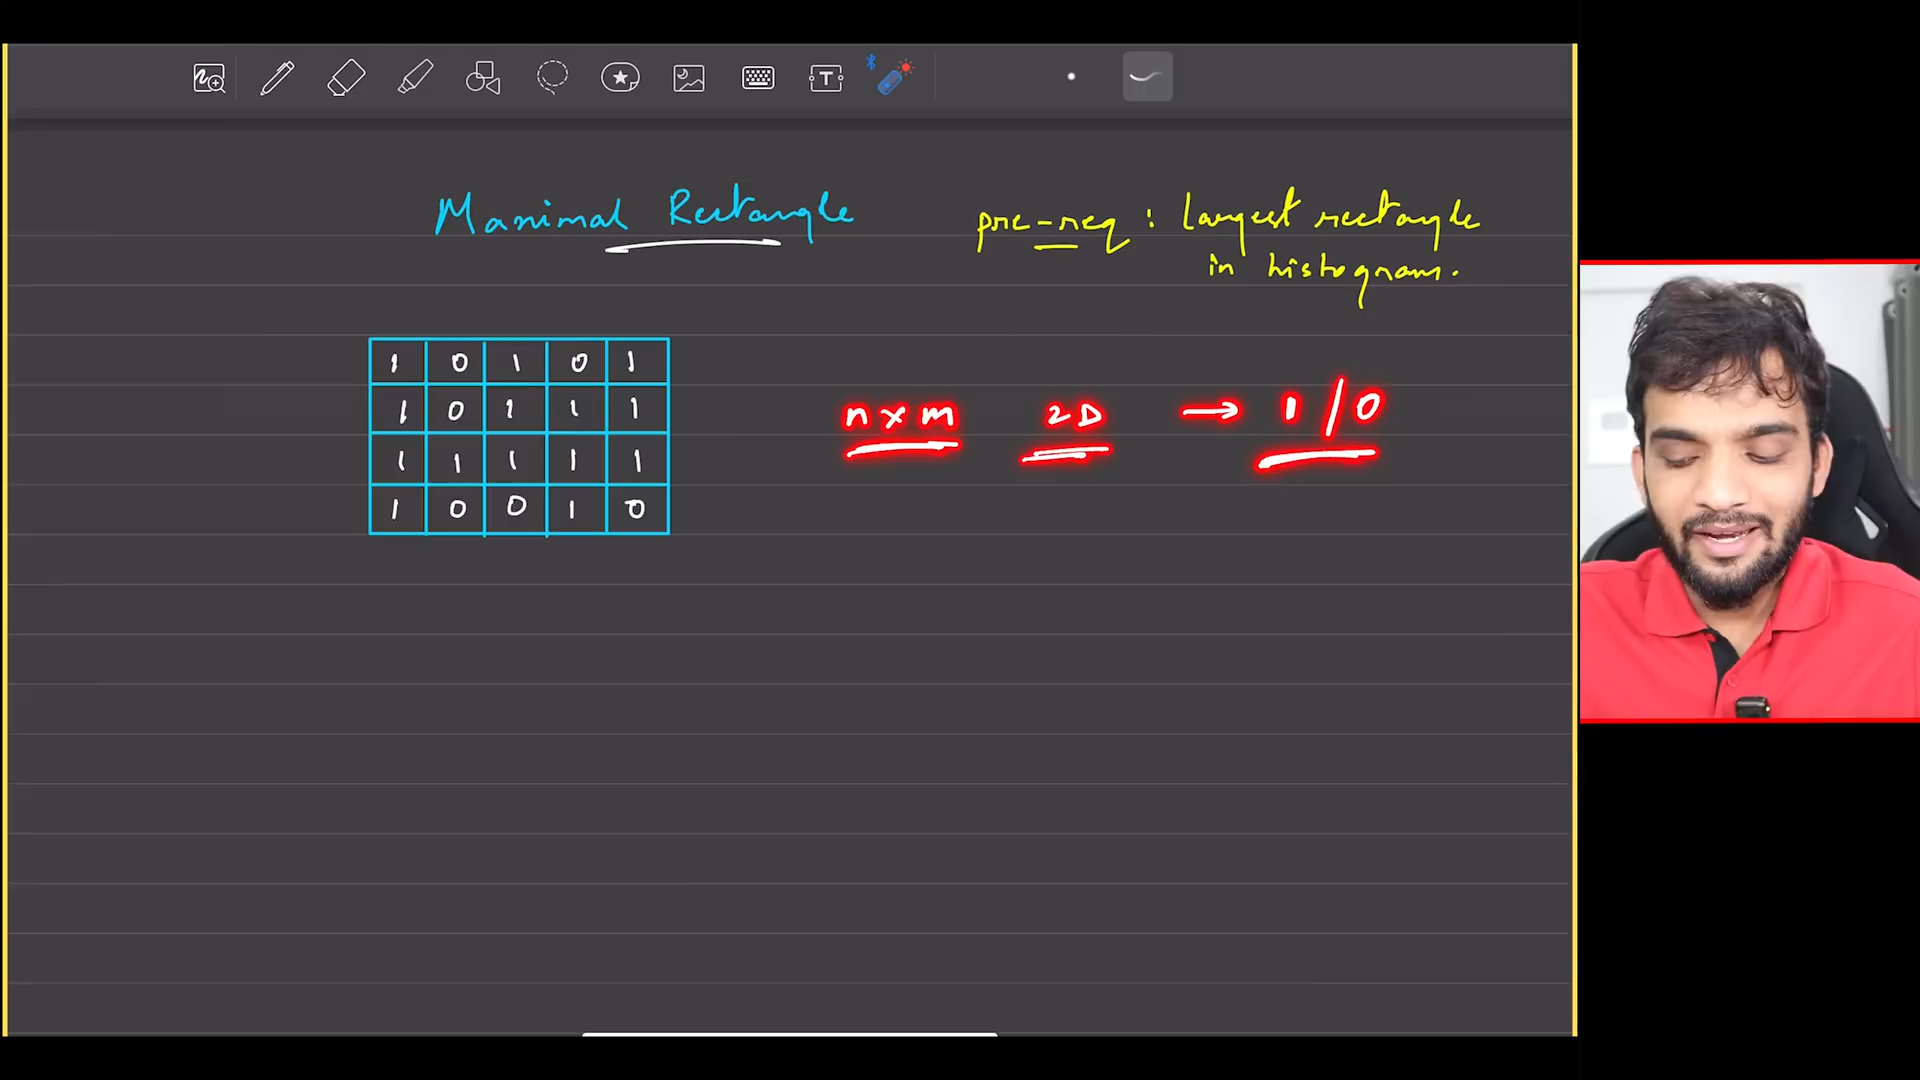 Maximal Rectangle
pre-req : largest rectangle
in histogram.
1 0 1 0 1
1 0 1 1 1
1 1 1 1 1
1 0 0 1 0
n x m 2D → 1 / 0